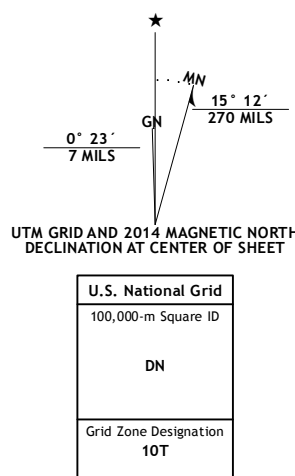 ★
MN
GN
15° 12´
270 MILS
0° 23´
7 MILS
UTM GRID AND 2014 MAGNETIC NORTH
DECLINATION AT CENTER OF SHEET
U.S. National Grid
100,000-m Square ID
DN
Grid Zone Designation
10T